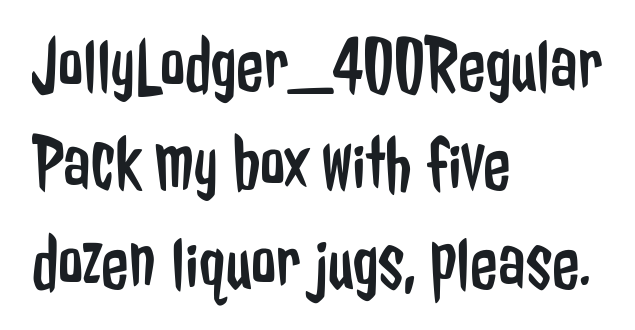 JollyLodger_400Regular
Pack my box with five
dozen liquor jugs, please.